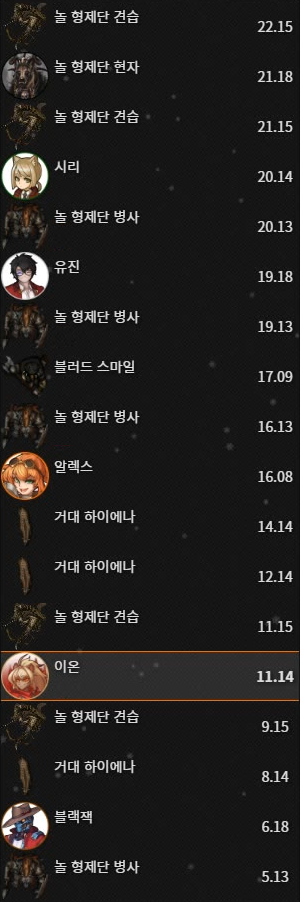 놀 형제단 견습 22.15
놀 형제단 현자 21.18
놀 형제단 견습 21.15
시리 20.14
놀 형제단 병사 20.13
유진 19.18
놀 형제단 병사 19.13
블러드 스마일 17.09
놀 형제단 병사 16.13
알렉스 16.08
거대 하이에나 14.14
거대 하이에나 12.14
놀 형제단 견습 11.15
이온 11.14
놀 형제단 견습 9.15
거대 하이에나 8.14
블랙잭 6.18
놀 형제단 병사 5.13